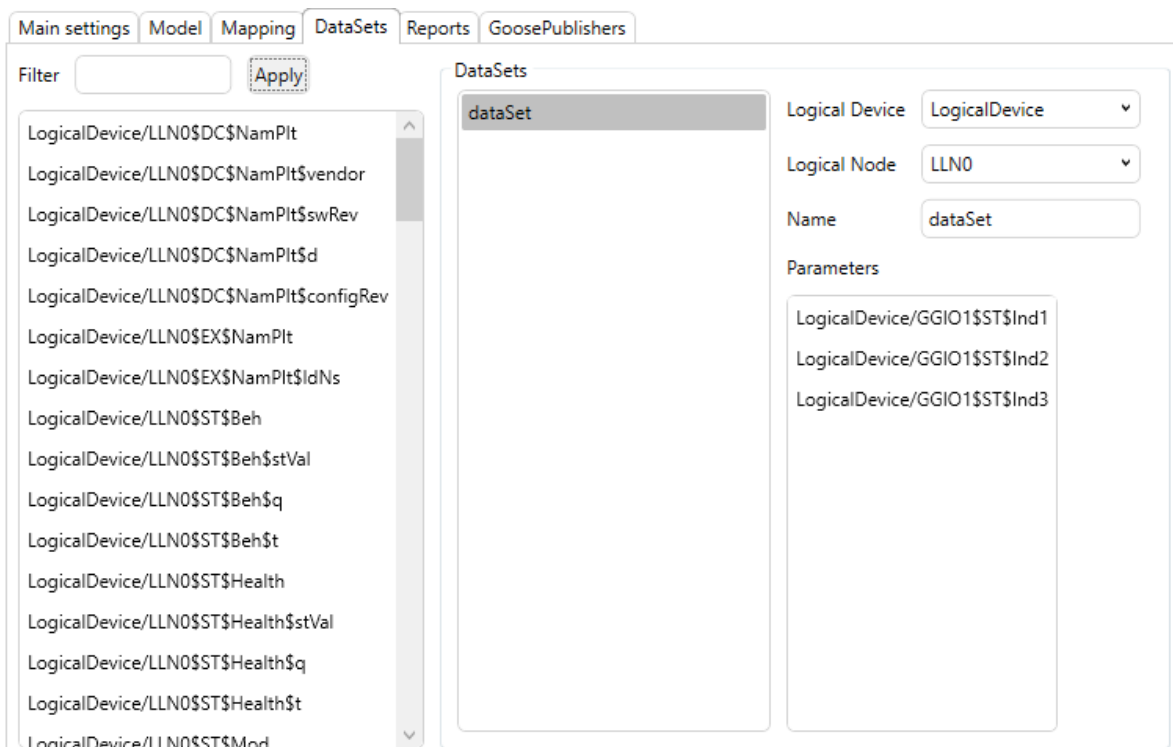 Main settings Model Mapping DataSets Reports GoosePublishers
Filter Apply
LogicalDevice/LLN0$DC$NamPlt
LogicalDevice/LLN0$DC$NamPlt$vendor
LogicalDevice/LLN0$DC$NamPlt$swRev
LogicalDevice/LLN0$DC$NamPlt$d
LogicalDevice/LLN0$DC$NamPlt$configRev
LogicalDevice/LLN0$EX$NamPlt
LogicalDevice/LLN0$EX$NamPlt$ldNs
LogicalDevice/LLN0$ST$Beh
LogicalDevice/LLN0$ST$Beh$stVal
LogicalDevice/LLN0$ST$Beh$q
LogicalDevice/LLN0$ST$Beh$t
LogicalDevice/LLN0$ST$Health
LogicalDevice/LLN0$ST$Health$stVal
LogicalDevice/LLN0$ST$Health$q
LogicalDevice/LLN0$ST$Health$t
LogicalDevice/LLN0$ST$Mod
DataSets
dataSet
Logical Device LogicalDevice
Logical Node LLN0
Name dataSet
Parameters
LogicalDevice/GGIO1$ST$Ind1
LogicalDevice/GGIO1$ST$Ind2
LogicalDevice/GGIO1$ST$Ind3